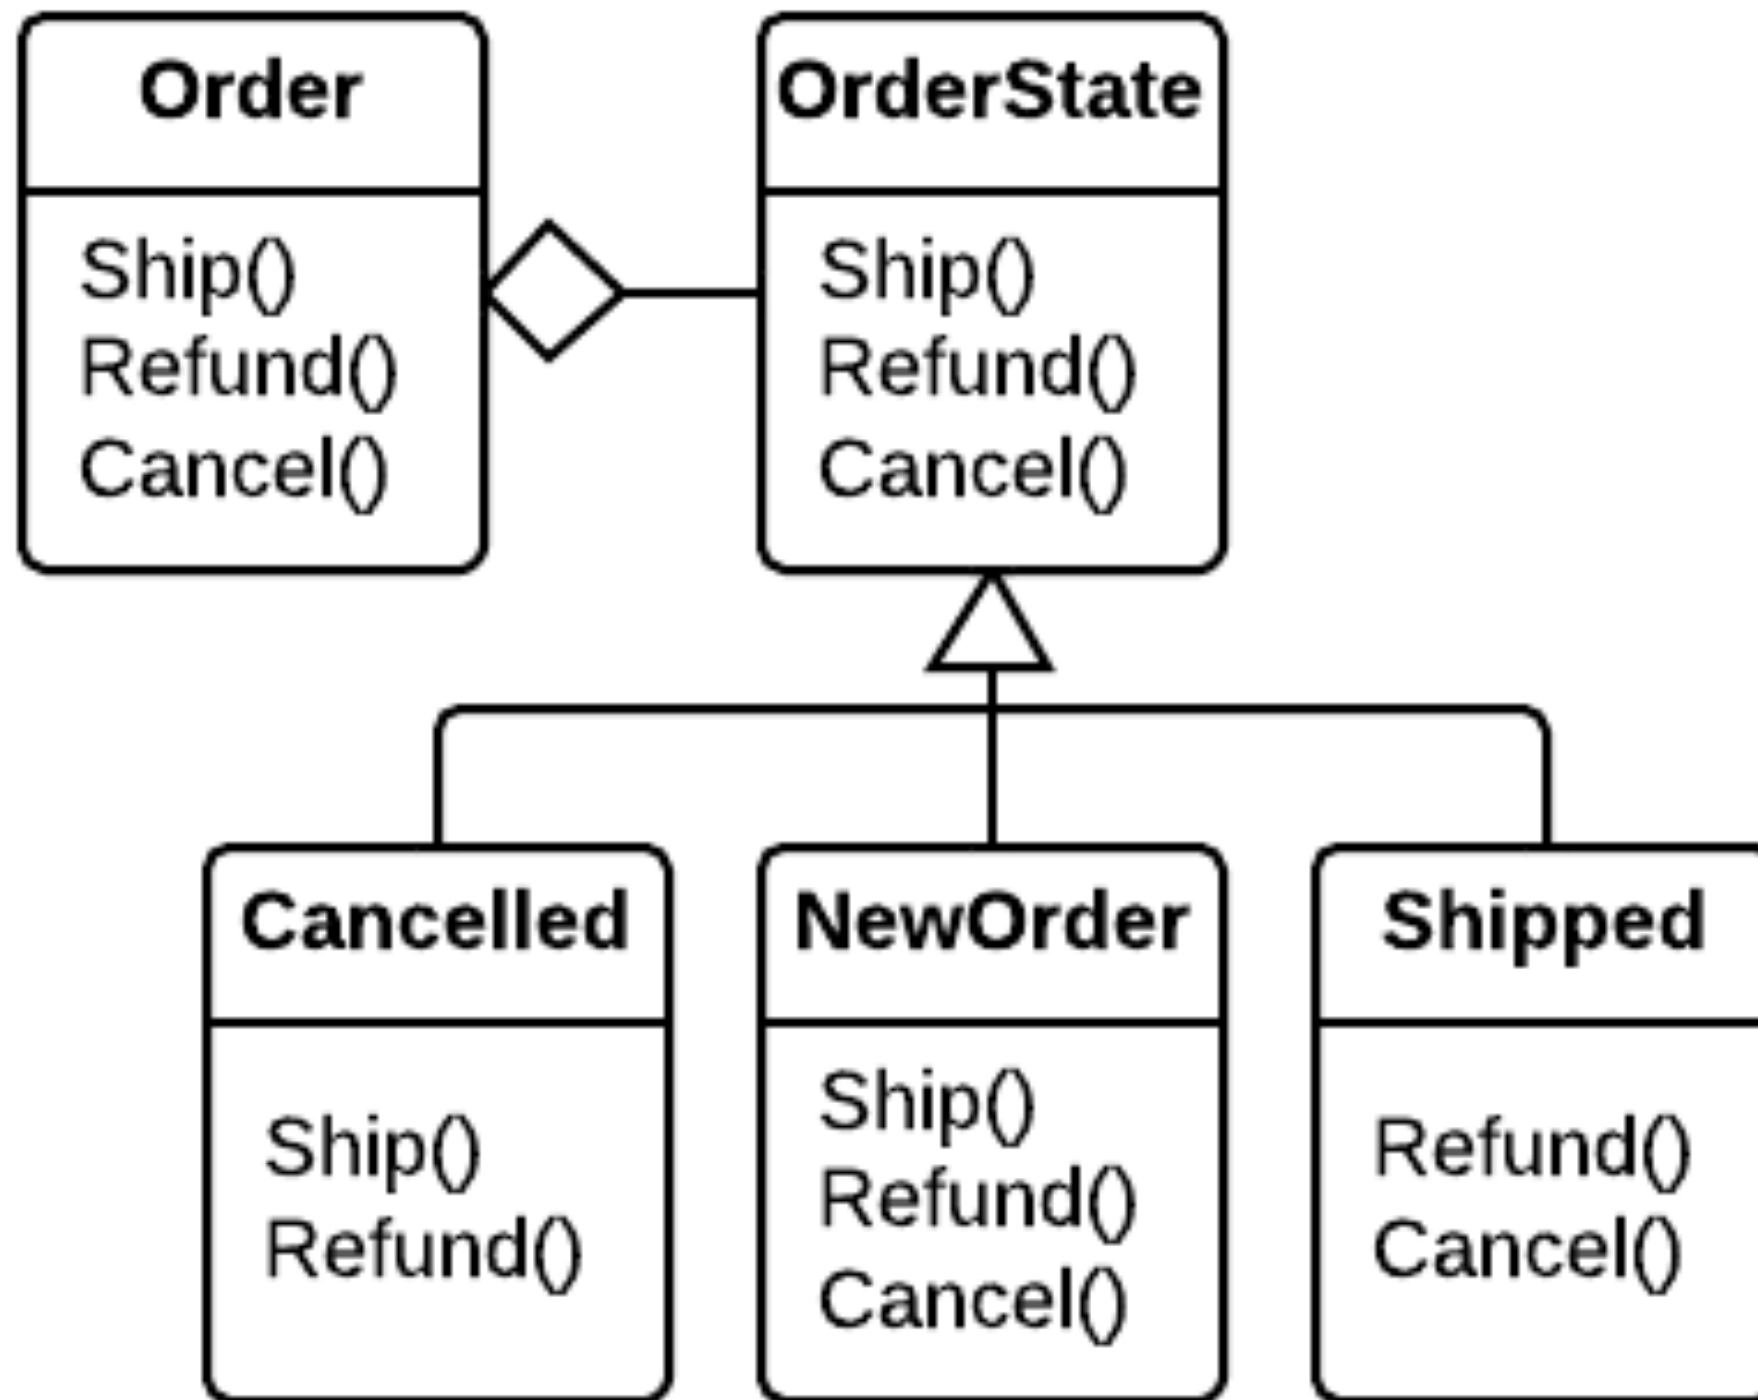 Order
Ship()
Refund()
Cancel()
OrderState
Ship()
Refund()
Cancel()
Cancelled
Ship()
Refund()
NewOrder
Ship()
Refund()
Cancel()
Shipped
Refund()
Cancel()